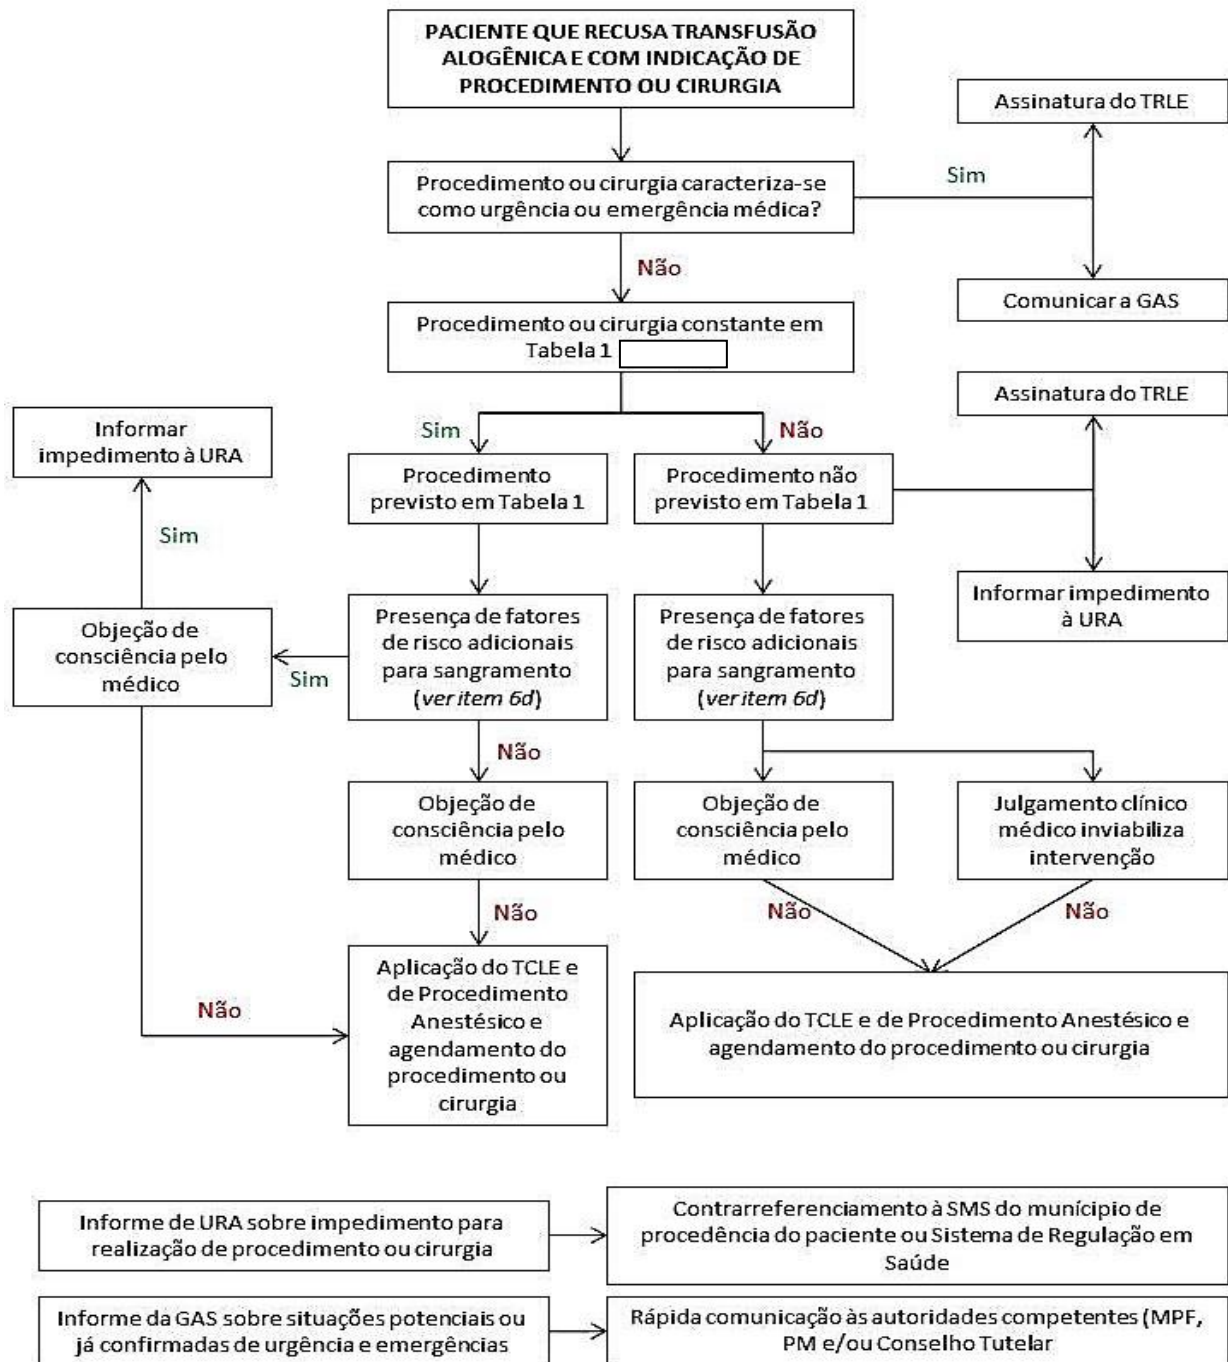 PACIENTE QUE RECUSA TRANSFUSÃO
ALOGÊNICA E COM INDICAÇÃO DE
PROCEDIMENTO OU CIRURGIA
Assinatura do TRLE
Procedimento ou cirurgia caracteriza-se
como urgência ou emergência médica?
Sim
Não
Comunicar a GAS
Procedimento ou cirurgia constante em
Tabela 1
Assinatura do TRLE
Informar
impedimento à URA
Sim
Não
Procedimento
previsto em Tabela 1
Procedimento não
previsto em Tabela 1
Sim
Informar impedimento
à URA
Objeção de
consciência pelo
médico
Sim
Presença de fatores
de risco adicionais
para sangramento
(ver item 6d)
Presença de fatores
de risco adicionais
para sangramento
(ver item 6d)
Não
Objeção de
consciência pelo
médico
Objeção de
consciência pelo
médico
Julgamento clínico
médico inviabiliza
intervenção
Não
Não
Não
Não
Aplicação do TCLE e
de Procedimento
Anestésico e
agendamento do
procedimento ou
cirurgia
Aplicação do TCLE e de Procedimento Anestésico e
agendamento do procedimento ou cirurgia
Informe de URA sobre impedimento para
realização de procedimento ou cirurgia
Contrarreferenciamento à SMS do munícipio de
procedência do paciente ou Sistema de Regulação em
Saúde
Informe da GAS sobre situações potenciais ou
já confirmadas de urgência e emergências
Rápida comunicação às autoridades competentes (MPF,
PM e/ou Conselho Tutelar